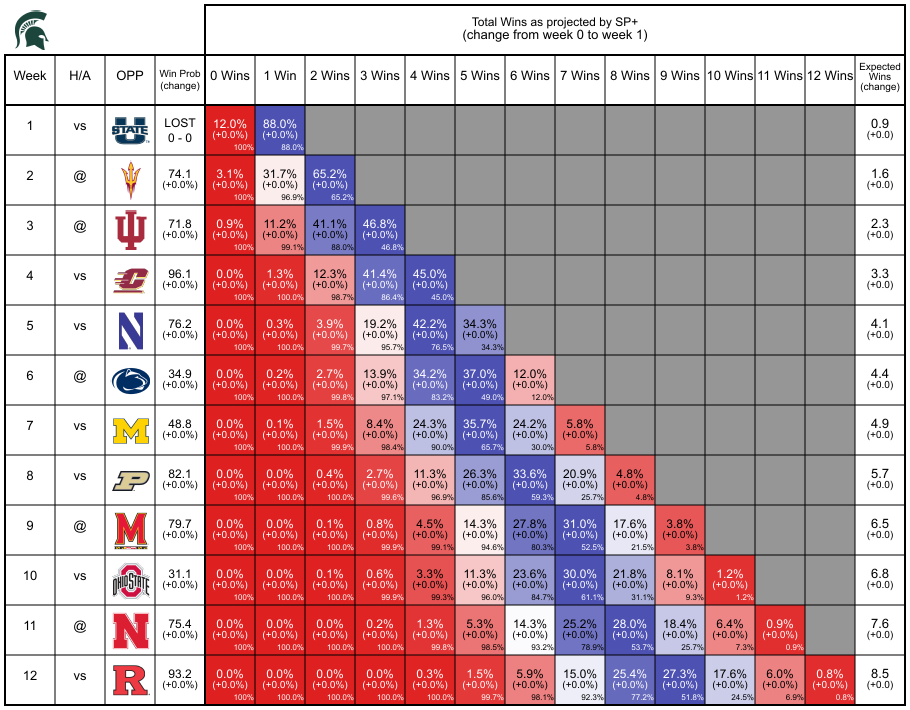 Total Wins as projected by SP+
(change from week 0 to week 1)
Week H/A OPP Win Prob (change) 0 Wins 1 Win 2 Wins 3 Wins 4 Wins 5 Wins 6 Wins 7 Wins 8 Wins 9 Wins 10 Wins 11 Wins 12 Wins Expected Wins (change)
1 vs STATE LOST 12.0% 88.0% 0.9
0 - 0 (+0.0%) (+0.0%) (+0.0)
100% 88.0%
2 @ 74.1 3.1% 31.7% 65.2% 1.6
(+0.0%) (+0.0%) (+0.0%) (+0.0%) (+0.0)
100% 96.9% 65.2%
3 @ 71.8 0.9% 11.2% 41.1% 46.8% 2.3
(+0.0%) (+0.0%) (+0.0%) (+0.0%) (+0.0%) (+0.0)
100% 99.1% 88.0% 46.8%
4 vs C 96.1 0.0% 1.3% 12.3% 41.4% 45.0% 3.3
(+0.0%) (+0.0%) (+0.0%) (+0.0%) (+0.0%) (+0.0%) (+0.0)
100% 100.0% 98.7% 86.4% 45.0%
5 vs N 76.2 0.0% 0.3% 3.9% 19.2% 42.2% 34.3% 4.1
(+0.0%) (+0.0%) (+0.0%) (+0.0%) (+0.0%) (+0.0%) (+0.0%) (+0.0)
100% 100.0% 99.7% 95.7% 76.5% 34.3%
6 @ 34.9 0.0% 0.2% 2.7% 13.9% 34.2% 37.0% 12.0% 4.4
(+0.0%) (+0.0%) (+0.0%) (+0.0%) (+0.0%) (+0.0%) (+0.0%) (+0.0%) (+0.0)
100% 100.0% 99.8% 97.1% 83.2% 49.0% 12.0%
7 vs M 48.8 0.0% 0.1% 1.5% 8.4% 24.3% 35.7% 24.2% 5.8% 4.9
(+0.0%) (+0.0%) (+0.0%) (+0.0%) (+0.0%) (+0.0%) (+0.0%) (+0.0%) (+0.0%) (+0.0)
100% 100.0% 99.9% 98.4% 90.0% 65.7% 30.0% 5.8%
8 vs P 82.1 0.0% 0.0% 0.4% 2.7% 11.3% 26.3% 33.6% 20.9% 4.8% 5.7
(+0.0%) (+0.0%) (+0.0%) (+0.0%) (+0.0%) (+0.0%) (+0.0%) (+0.0%) (+0.0%) (+0.0%) (+0.0)
100% 100.0% 100.0% 99.6% 96.9% 85.6% 59.3% 25.7% 4.8%
9 @ M 79.7 0.0% 0.0% 0.1% 0.8% 4.5% 14.3% 27.8% 31.0% 17.6% 3.8% 6.5
(+0.0%) (+0.0%) (+0.0%) (+0.0%) (+0.0%) (+0.0%) (+0.0%) (+0.0%) (+0.0%) (+0.0%) (+0.0%) (+0.0)
100% 100.0% 100.0% 99.9% 99.1% 94.6% 80.3% 52.5% 21.5% 3.8%
10 vs OHIO STATE 31.1 0.0% 0.0% 0.1% 0.6% 3.3% 11.3% 23.6% 30.0% 21.8% 8.1% 1.2% 6.8
(+0.0%) (+0.0%) (+0.0%) (+0.0%) (+0.0%) (+0.0%) (+0.0%) (+0.0%) (+0.0%) (+0.0%) (+0.0%) (+0.0%) (+0.0)
100% 100.0% 100.0% 99.9% 99.3% 96.0% 84.7% 61.1% 31.1% 9.3% 1.2%
11 @ N 75.4 0.0% 0.0% 0.0% 0.2% 1.3% 5.3% 14.3% 25.2% 28.0% 18.4% 6.4% 0.9% 7.6
(+0.0%) (+0.0%) (+0.0%) (+0.0%) (+0.0%) (+0.0%) (+0.0%) (+0.0%) (+0.0%) (+0.0%) (+0.0%) (+0.0%) (+0.0%) (+0.0)
100% 100.0% 100.0% 100.0% 99.8% 98.5% 93.2% 78.9% 53.7% 25.7% 7.3% 0.9%
12 vs R 93.2 0.0% 0.0% 0.0% 0.0% 0.3% 1.5% 5.9% 15.0% 25.4% 27.3% 17.6% 6.0% 0.8% 8.5
(+0.0%) (+0.0%) (+0.0%) (+0.0%) (+0.0%) (+0.0%) (+0.0%) (+0.0%) (+0.0%) (+0.0%) (+0.0%) (+0.0%) (+0.0%) (+0.0%) (+0.0)
100% 100.0% 100.0% 100.0% 100.0% 99.7% 98.1% 92.3% 77.2% 51.8% 24.5% 6.9% 0.8%